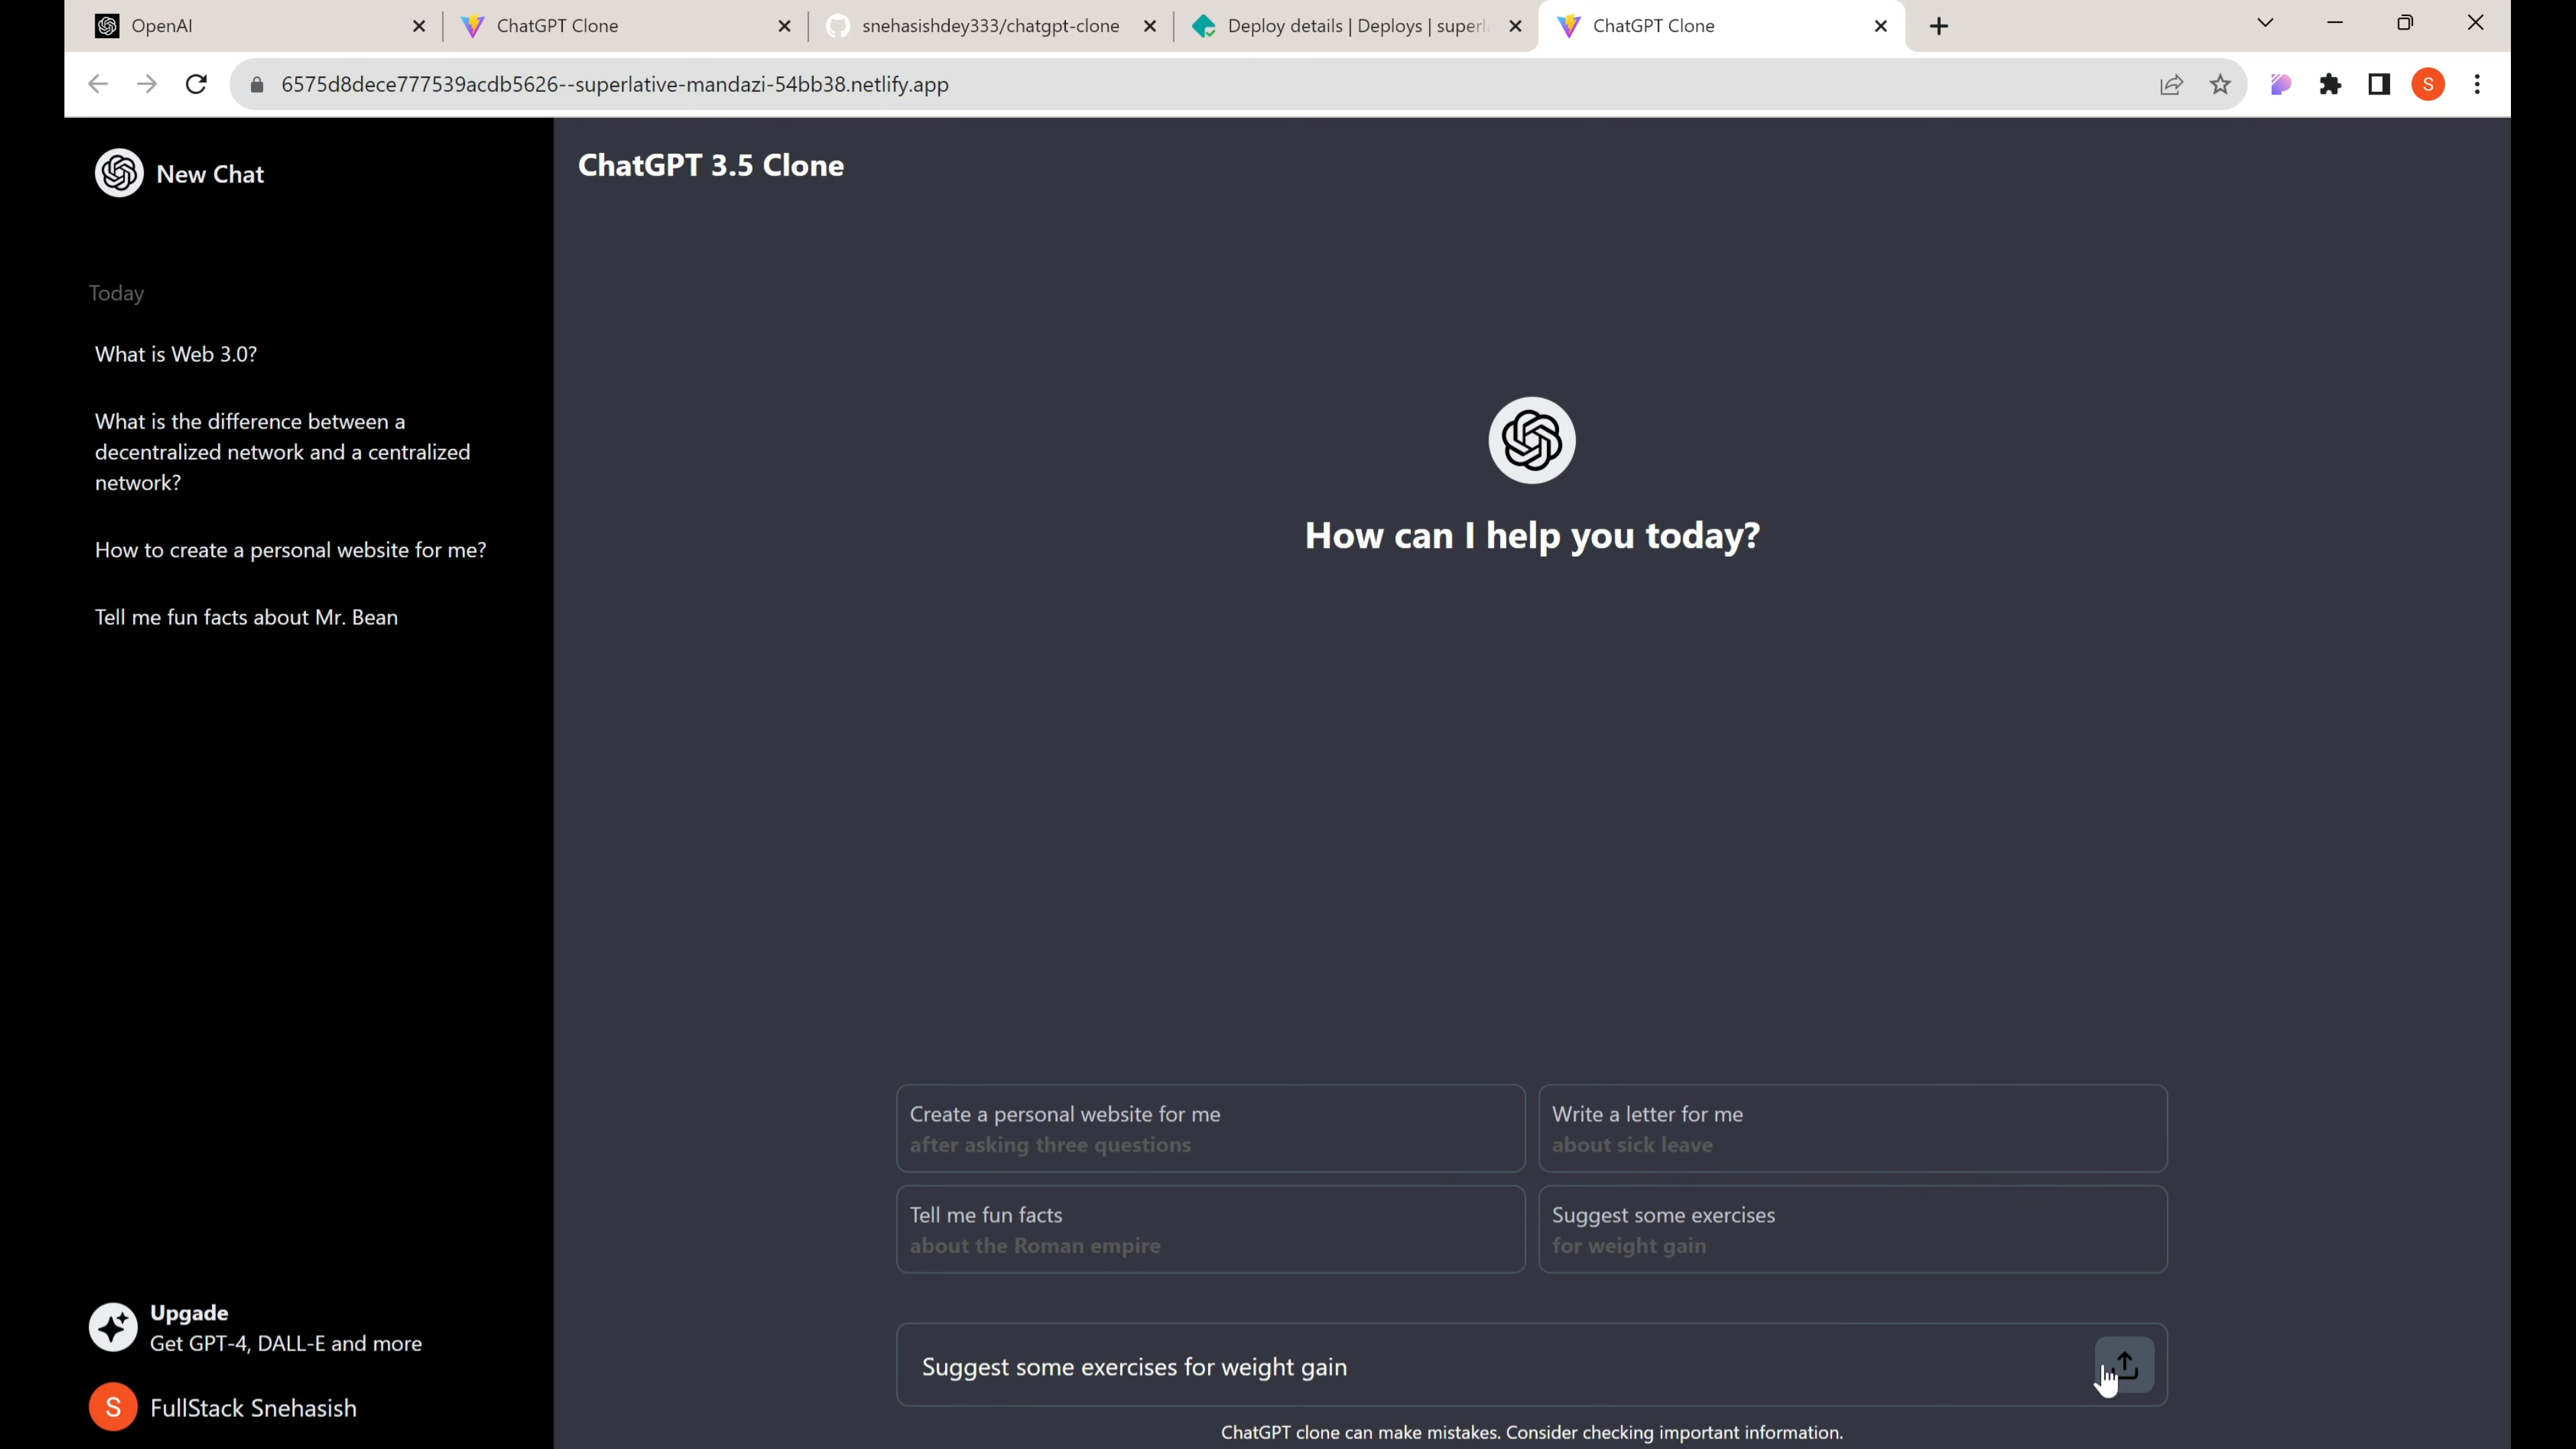 OpenAI
ChatGPT Clone
snehasishdey333/chatgpt-clone
Deploy details | Deploys | superl
ChatGPT Clone
6575d8dece777539acdb5626--superlative-mandazi-54bb38.netlify.app
S
New Chat
Today
What is Web 3.0?
What is the difference between a
decentralized network and a centralized
network?
How to create a personal website for me?
Tell me fun facts about Mr. Bean
Upgade
Get GPT-4, DALL-E and more
S
FullStack Snehasish
ChatGPT 3.5 Clone
How can I help you today?
Create a personal website for me
after asking three questions
Write a letter for me
about sick leave
Tell me fun facts
about the Roman empire
Suggest some exercises
for weight gain
Suggest some exercises for weight gain
ChatGPT clone can make mistakes. Consider checking important information.